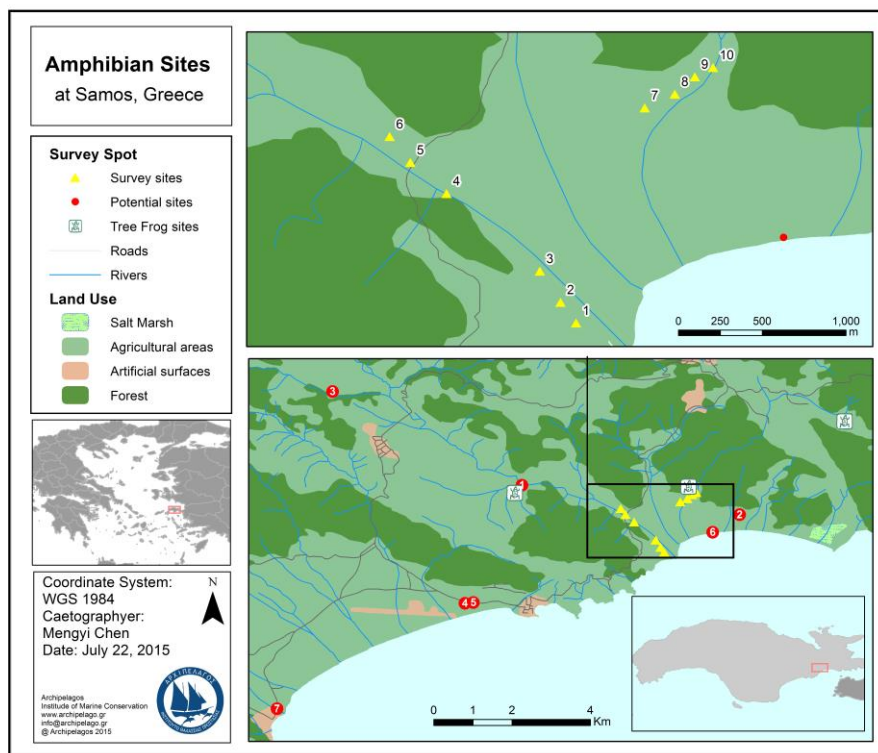 Amphibian Sites
at Samos, Greece
Survey Spot
Survey sites
Potential sites
Tree Frog sites
Roads
Rivers
Land Use
Salt Marsh
Agricultural areas
Artificial surfaces
Forest
Coordinate System:
WGS 1984
Caetographyer:
Mengyi Chen
Date: July 22, 2015
N
Archipelagos
Institude of Marine Conservation
www.archipelago.gr
info@archipelago.gr
@ Archipelagos 2015
ΑΡΧΙΠΕΛΑΓΟΣ
10
9
8
7
6
5
4
3
2
1
0 250 500 1,000
m
3
1
2
6
4 5
7
0 1 2 4
Km